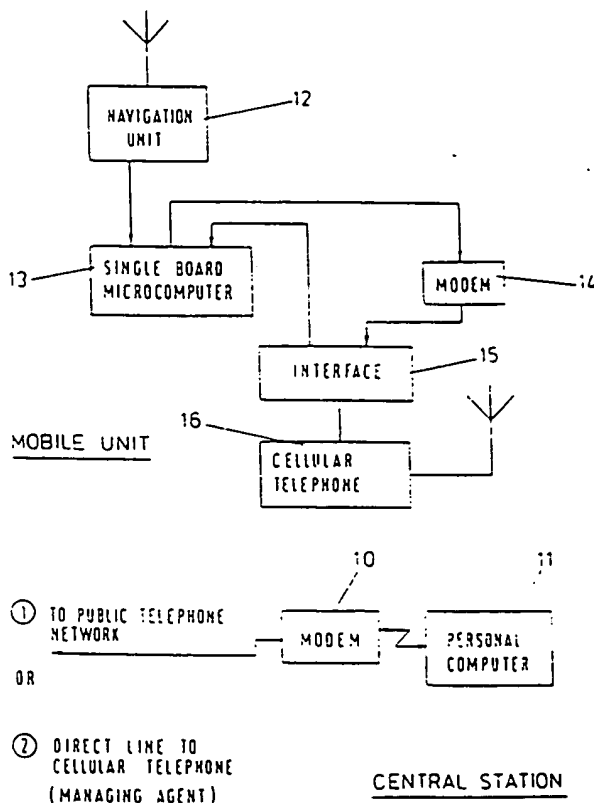 12
NAVIGATION
UNIT
13
SINGLE BOARD
MICROCOMPUTER
MODEM
14
INTERFACE
15
16
MOBILE UNIT
CELLULAR
TELEPHONE
10
11
① TO PUBLIC TELEPHONE
NETWORK
MODEM
PERSONAL
COMPUTER
OR
② DIRECT LINE TO
CELLULAR TELEPHONE
(MANAGING AGENT)
CENTRAL STATION